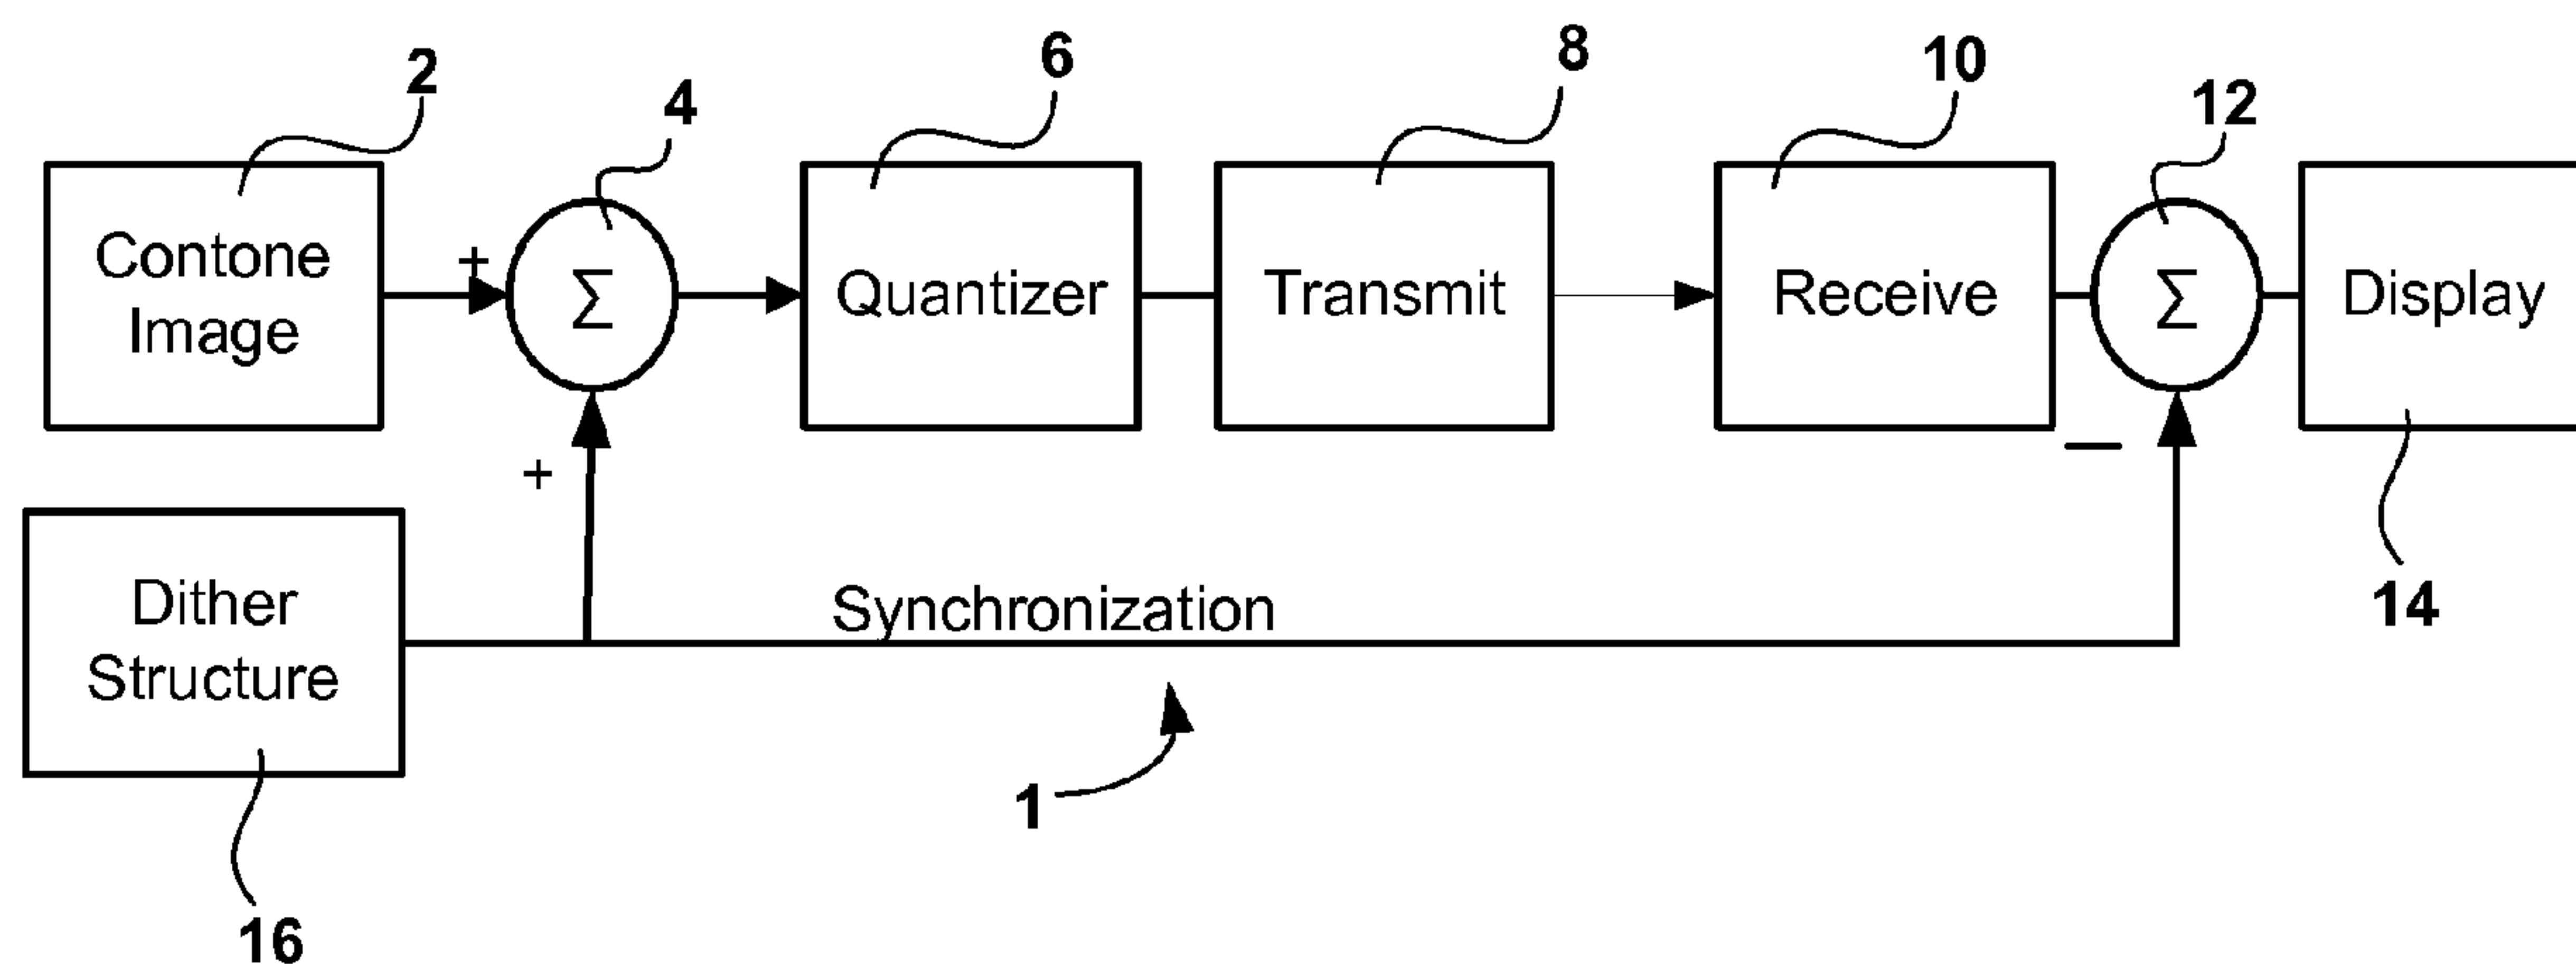 2
4
6
8
10
12
Contone
Image
+
Σ
Quantizer
Transmit
Receive
Σ
Display
+
—
Dither
Structure
Synchronization
14
1
16